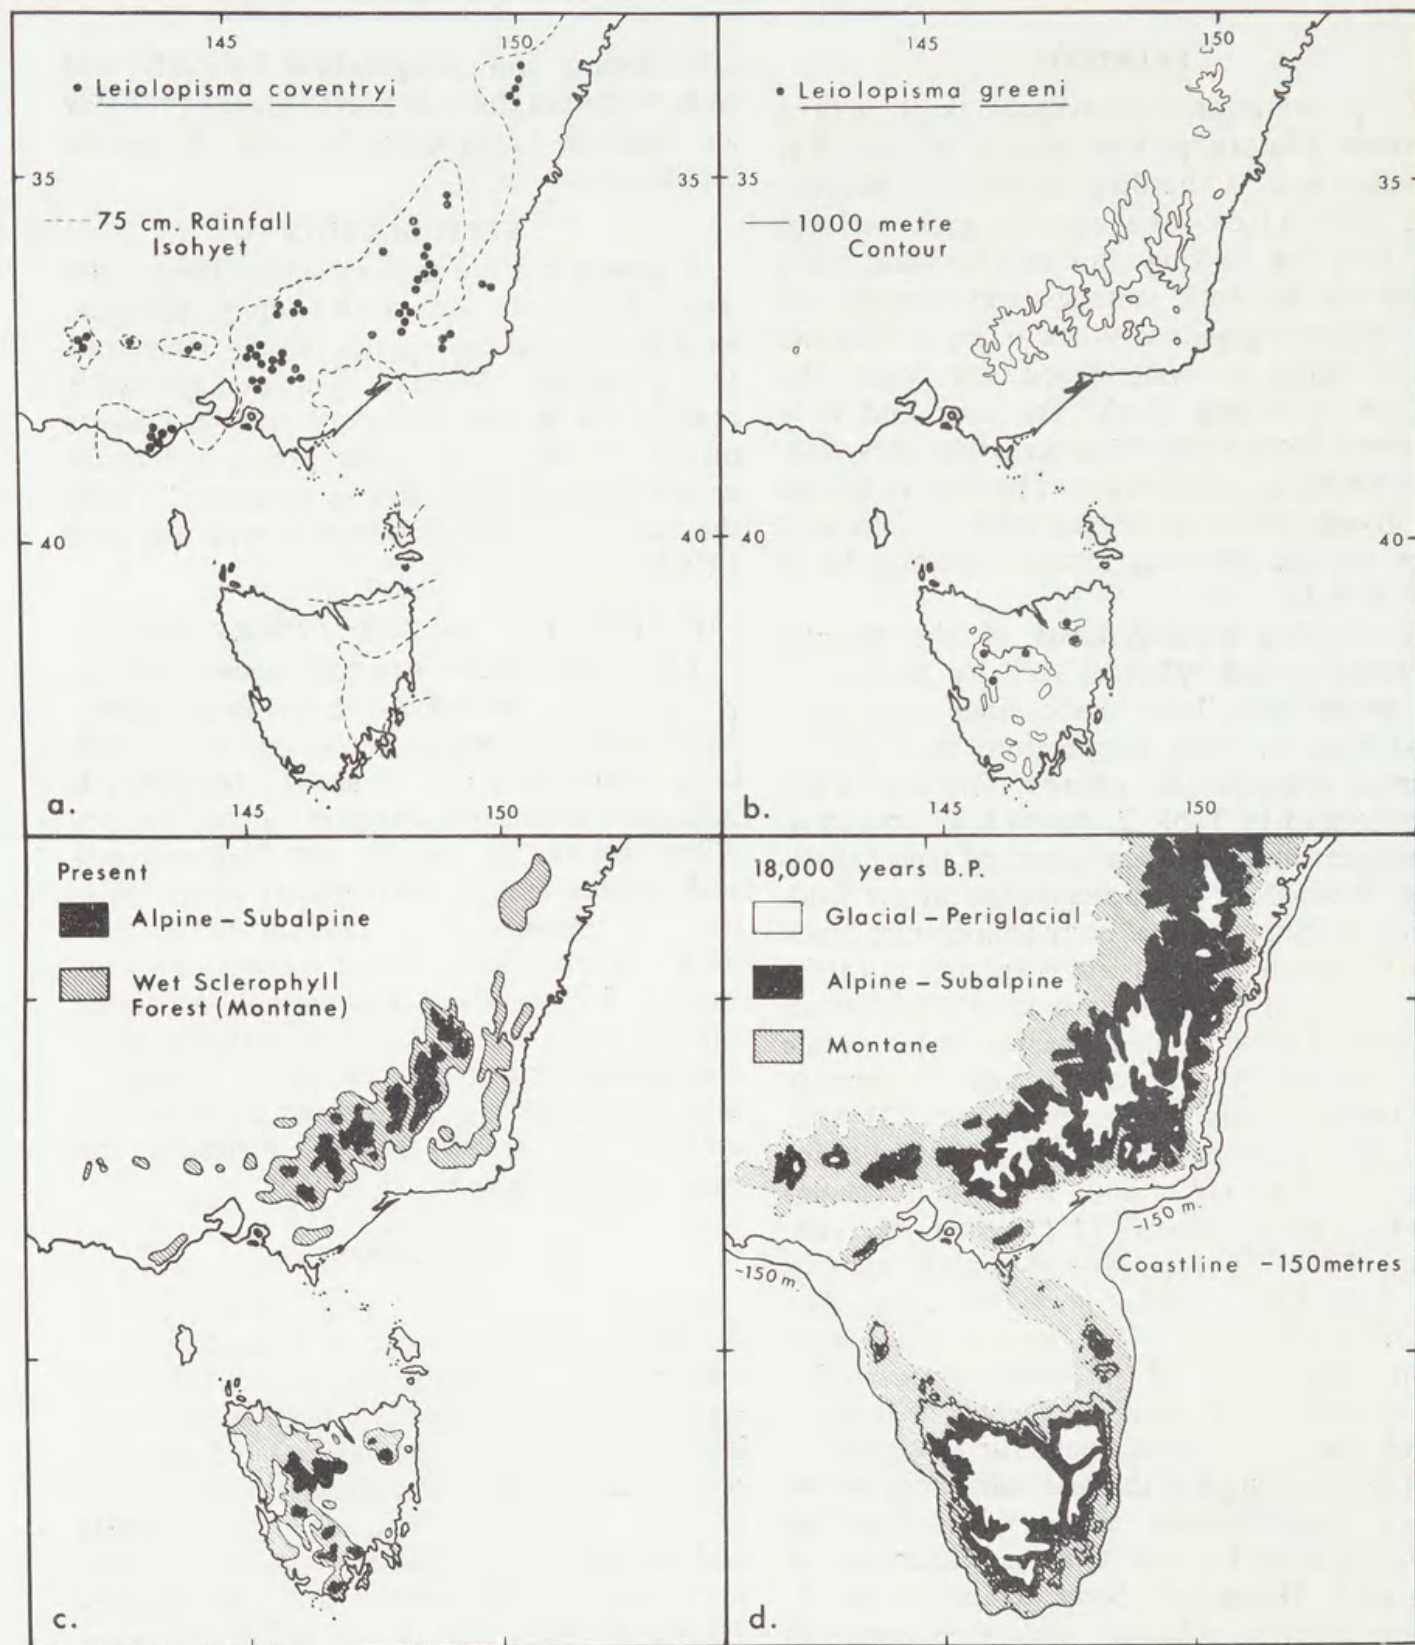 145
150
• Leiolopisma coventryi
35
35
---- 75 cm. Rainfall
Isohyet
40
40
a.
145
150
• Leiolopisma greeni
35
35
— 1000 metre
Contour
40
40
b.
145
150
Present
Alpine – Subalpine
Wet Sclerophyll
Forest (Montane)
c.
145
150
18,000 years B.P.
Glacial – Periglacial
Alpine – Subalpine
Montane
-150 m.
-150 m.
Coastline -150metres
d.